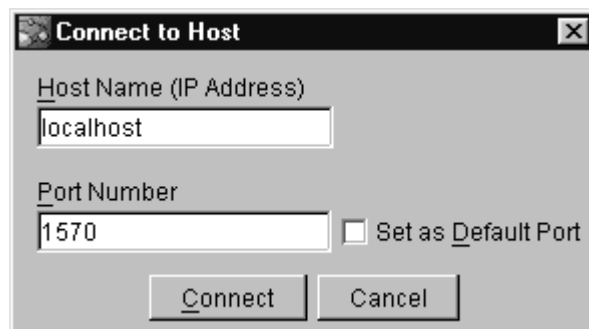 Connect to Host
Host Name (IP Address)
localhost
Port Number
1570
Set as Default Port
Connect
Cancel